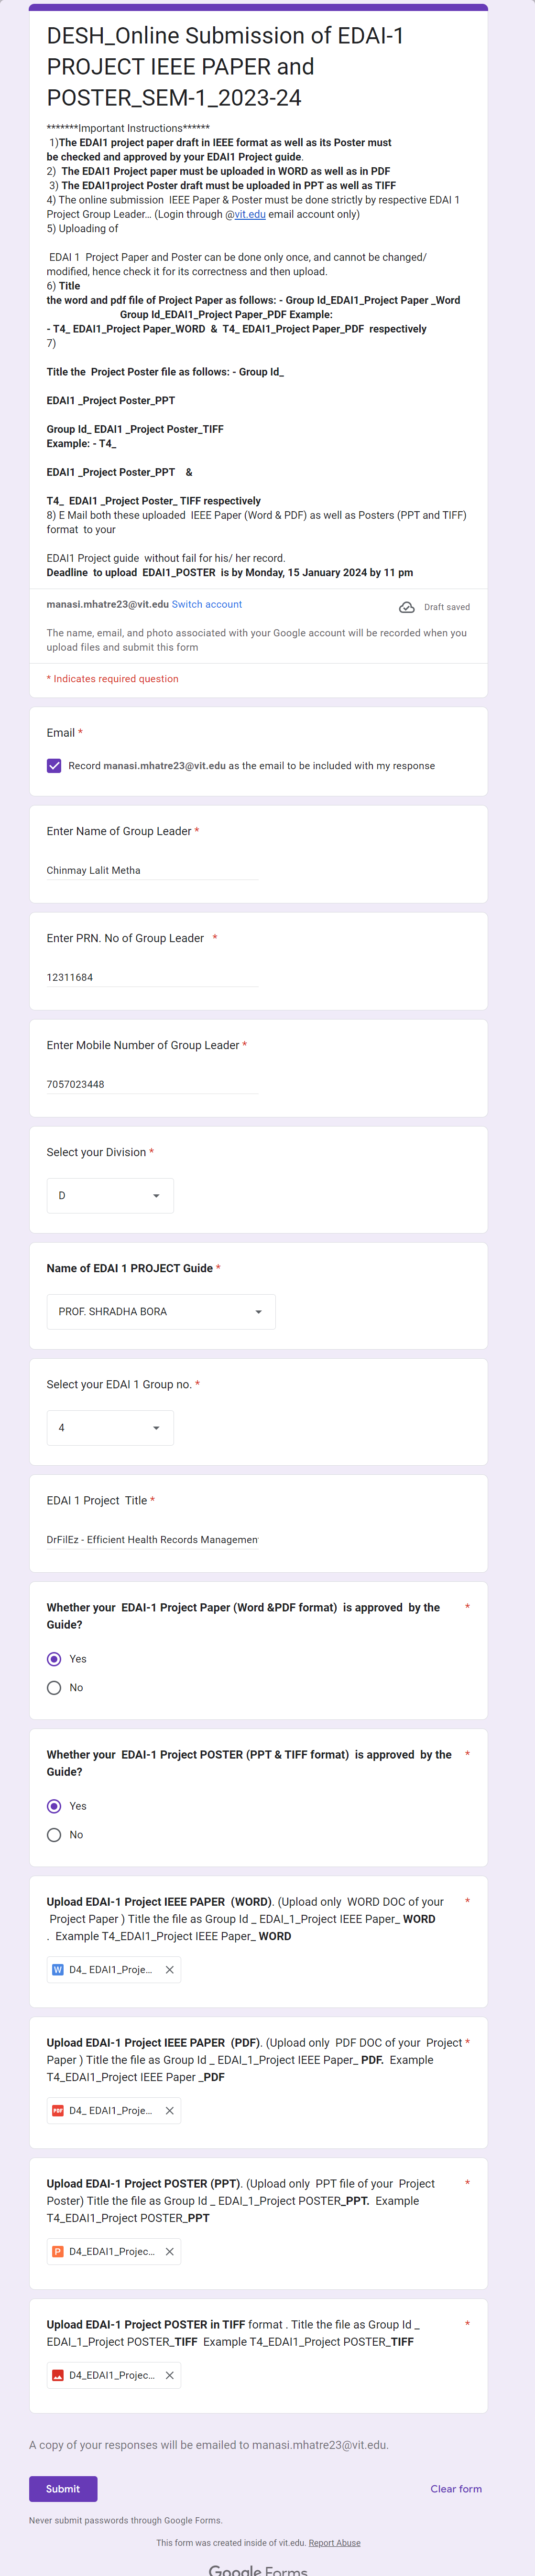 DESH_Online Submission of EDAI-1
PROJECT IEEE PAPER and
POSTER_SEM-1_2023-24
*******Important Instructions******
1)The EDAI1 project paper draft in IEEE format as well as its Poster must
be checked and approved by your EDAI1 Project guide.
2)  The EDAI1 Project paper must be uploaded in WORD as well as in PDF
3) The EDAI1project Poster draft must be uploaded in PPT as well as TIFF
4) The online submission  IEEE Paper & Poster must be done strictly by respective EDAI 1
Project Group Leader... (Login through @vit.edu email account only)
5) Uploading of
EDAI 1  Project Paper and Poster can be done only once, and cannot be changed/
modified, hence check it for its correctness and then upload.
6) Title
the word and pdf file of Project Paper as follows: - Group Id_EDAI1_Project Paper _Word
Group Id_EDAI1_Project Paper_PDF Example:
- T4_ EDAI1_Project Paper_WORD  &  T4_ EDAI1_Project Paper_PDF  respectively
7)
Title the  Project Poster file as follows: - Group Id_
EDAI1 _Project Poster_PPT
Group Id_ EDAI1 _Project Poster_TIFF
Example: - T4_
EDAI1 _Project Poster_PPT    &
T4_  EDAI1 _Project Poster_ TIFF respectively
8) E Mail both these uploaded  IEEE Paper (Word & PDF) as well as Posters (PPT and TIFF)
format  to your
EDAI1 Project guide  without fail for his/ her record.
Deadline  to upload  EDAI1_POSTER  is by Monday, 15 January 2024 by 11 pm
manasi.mhatre23@vit.edu Switch account
Draft saved
The name, email, and photo associated with your Google account will be recorded when you
upload files and submit this form
* Indicates required question
Email *
Record manasi.mhatre23@vit.edu as the email to be included with my response
Enter Name of Group Leader *
Chinmay Lalit Metha
Enter PRN. No of Group Leader   *
12311684
Enter Mobile Number of Group Leader *
7057023448
Select your Division *
D
Name of EDAI 1 PROJECT Guide *
PROF. SHRADHA BORA
Select your EDAI 1 Group no. *
4
EDAI 1 Project  Title *
DrFilEz - Efficient Health Records Managemen
Whether your  EDAI-1 Project Paper (Word &PDF format)  is approved  by the *
Guide?
Yes
No
Whether your  EDAI-1 Project POSTER (PPT & TIFF format)  is approved  by the *
Guide?
Yes
No
Upload EDAI-1 Project IEEE PAPER  (WORD). (Upload only  WORD DOC of your *
Project Paper ) Title the file as Group Id _ EDAI_1_Project IEEE Paper_ WORD
.  Example T4_EDAI1_Project IEEE Paper_ WORD
D4_ EDAI1_Proje...
Upload EDAI-1 Project IEEE PAPER  (PDF). (Upload only  PDF DOC of your  Project *
Paper ) Title the file as Group Id _ EDAI_1_Project IEEE Paper_ PDF.  Example
T4_EDAI1_Project IEEE Paper _PDF
D4_ EDAI1_Proje...
Upload EDAI-1 Project POSTER (PPT). (Upload only  PPT file of your  Project *
Poster) Title the file as Group Id _ EDAI_1_Project POSTER_PPT.  Example
T4_EDAI1_Project POSTER_PPT
D4_EDAI1_Projec...
Upload EDAI-1 Project POSTER in TIFF format . Title the file as Group Id _ *
EDAI_1_Project POSTER_TIFF  Example T4_EDAI1_Project POSTER_TIFF
D4_EDAI1_Projec...
A copy of your responses will be emailed to manasi.mhatre23@vit.edu.
Submit
Clear form
Never submit passwords through Google Forms.
This form was created inside of vit.edu. Report Abuse
Google Forms